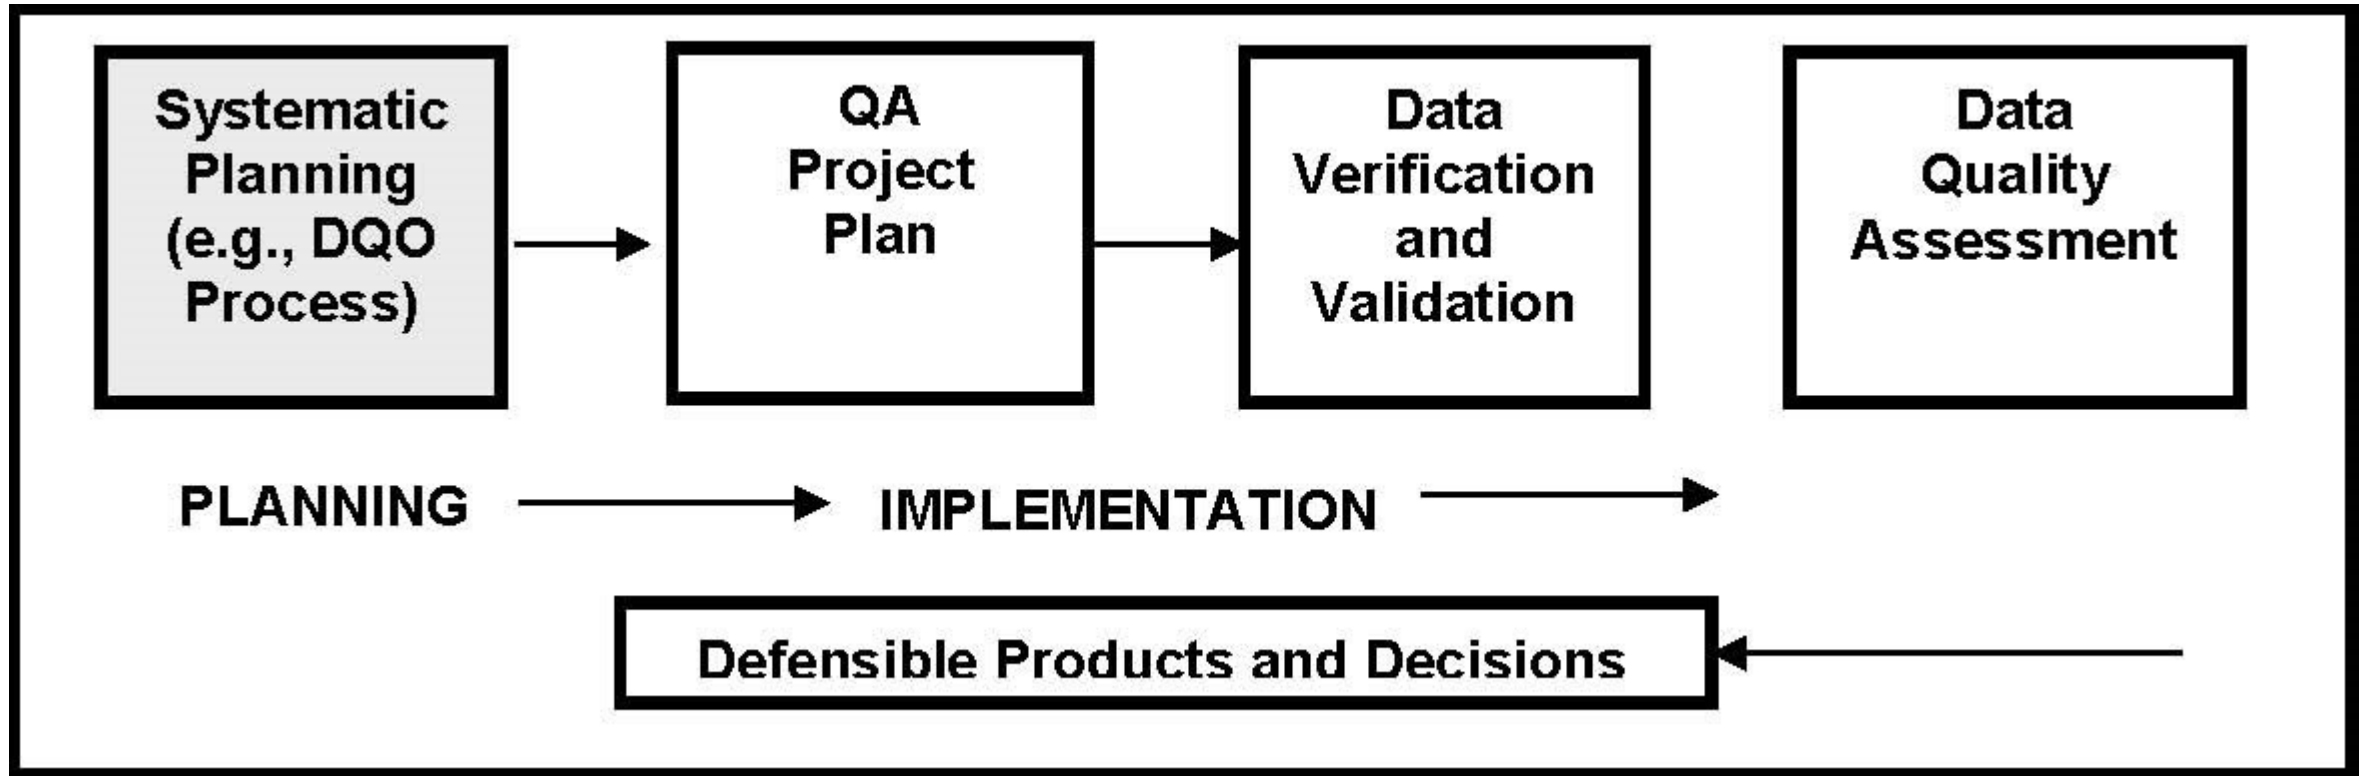 Systematic
Planning
(e.g., DQO
Process)
QA
Project
Plan
Data
Verification
and
Validation
Data
Quality
Assessment
PLANNING
IMPLEMENTATION
Defensible Products and Decisions